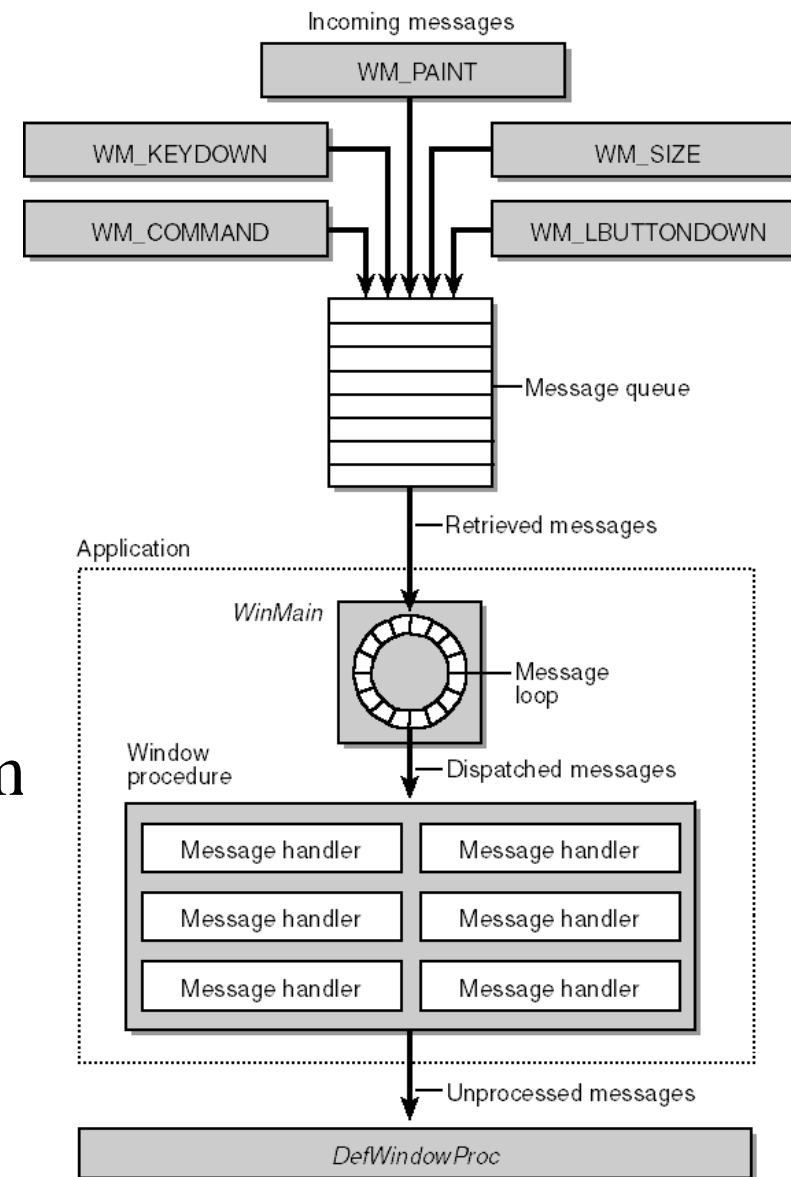 Incoming messages
WM_PAINT
WM_KEYDOWN
WM_SIZE
WM_COMMAND
WM_LBUTTONDOWN
Message queue
Retrieved messages
Application
WinMain
Message
loop
Window
procedure
Dispatched messages
Message handler
Message handler
Message handler
Message handler
Message handler
Message handler
Unprocessed messages
DefWindowProc